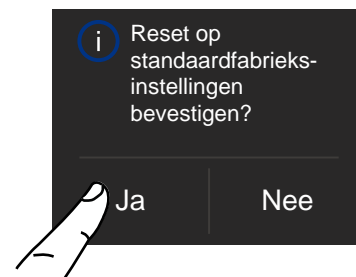 i
Reset op
standaardfabrieks-
instellingen
bevestigen?
Ja
Nee